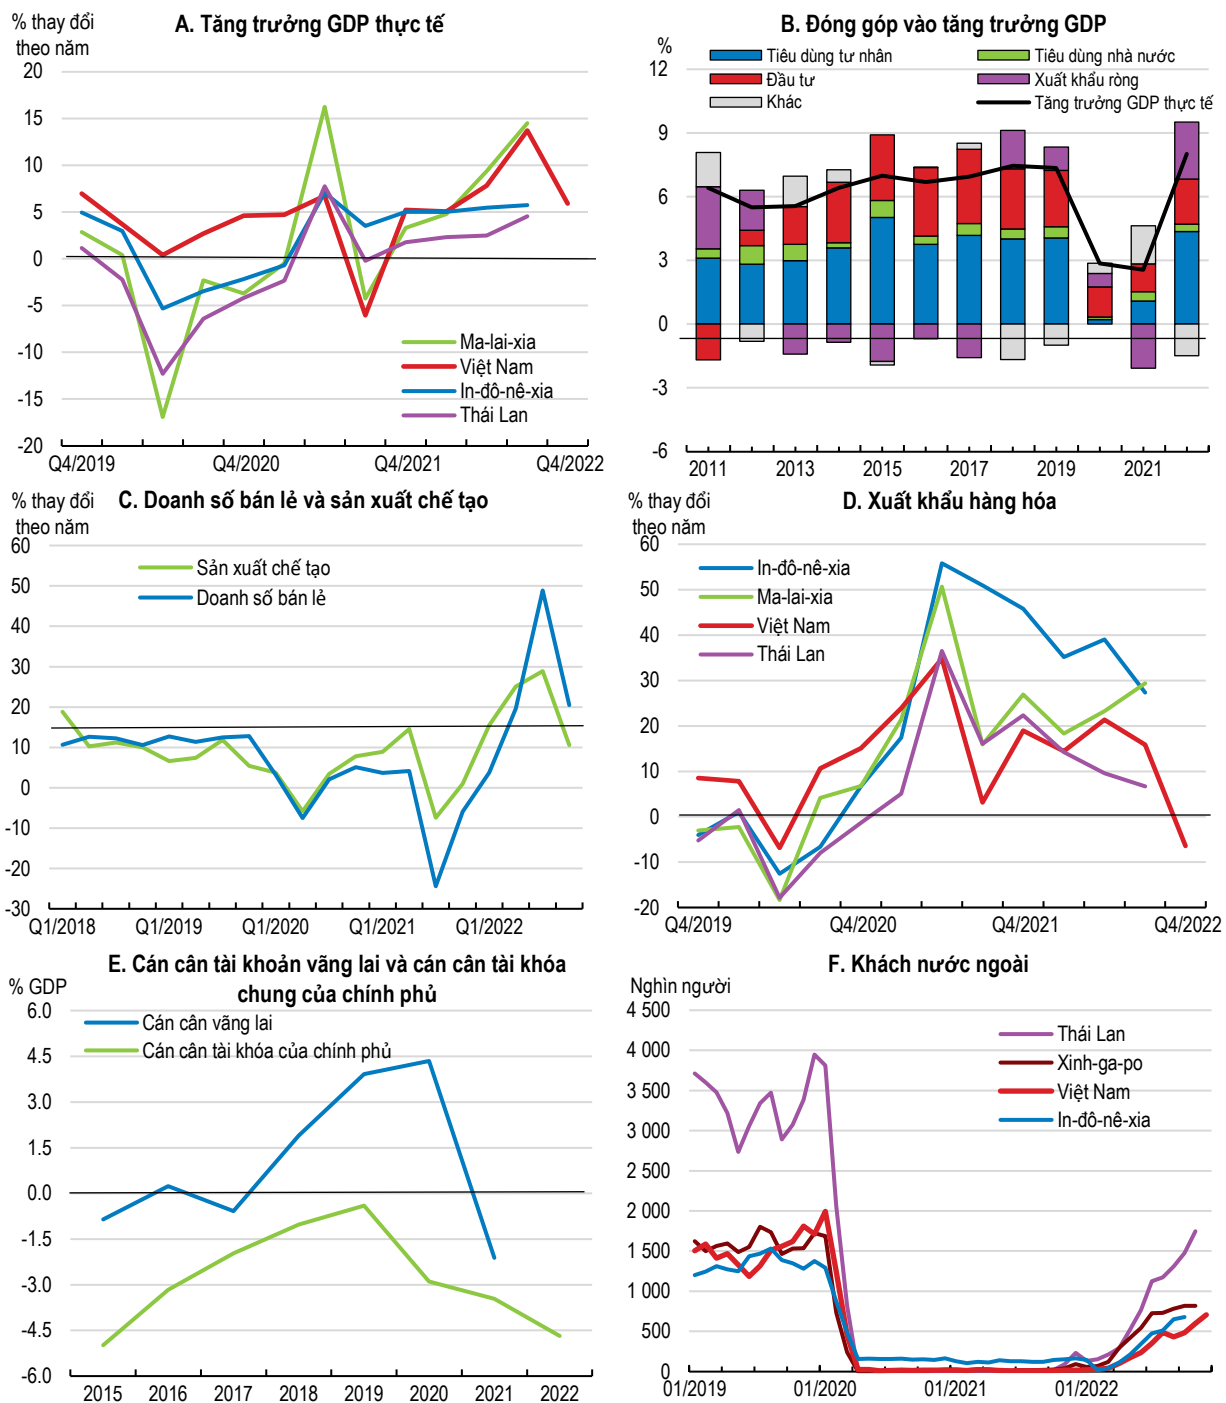 A. Tăng trưởng GDP thực tế
% thay đổi
theo năm
20
15
10
5
0
-5
-10
-15
-20
Ma-lai-xia
Việt Nam
In-đô-nê-xia
Thái Lan
Q4/2019 Q4/2020 Q4/2021 Q4/2022
B. Đóng góp vào tăng trưởng GDP
%
Tiêu dùng tư nhân Tiêu dùng nhà nước
Đầu tư Xuất khẩu ròng
Khác Tăng trưởng GDP thực tế
12
9
6
3
0
-3
-6
2011 2013 2015 2017 2019 2021
C. Doanh số bán lẻ và sản xuất chế tạo
% thay đổi
theo năm
60
50
40
30
20
10
0
-10
-20
-30
Sản xuất chế tạo
Doanh số bán lẻ
Q1/2018 Q1/2019 Q1/2020 Q1/2021 Q1/2022
D. Xuất khẩu hàng hóa
% thay đổi
theo năm
60
50
40
30
20
10
0
-10
-20
In-đô-nê-xia
Ma-lai-xia
Việt Nam
Thái Lan
Q4/2019 Q4/2020 Q4/2021 Q4/2022
E. Cán cân tài khoản vãng lai và cán cân tài khóa
chung của chính phủ
% GDP
6.0
4.5
3.0
1.5
0.0
-1.5
-3.0
-4.5
-6.0
Cán cân vãng lai
Cán cân tài khóa của chính phủ
2015 2016 2017 2018 2019 2020 2021 2022
F. Khách nước ngoài
Nghìn người
4 500
4 000
3 500
3 000
2 500
2 000
1 500
1 000
500
0
Thái Lan
Xinh-ga-po
Việt Nam
In-đô-nê-xia
01/2019 01/2020 01/2021 01/2022